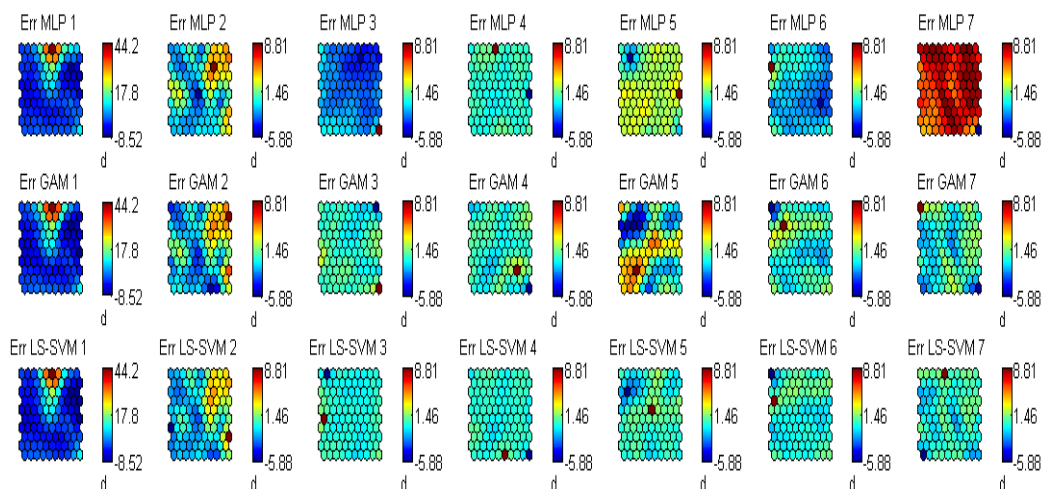 Err MLP 1 Err MLP 2 Err MLP 3 Err MLP 4 Err MLP 5 Err MLP 6 Err MLP 7
44.2 8.81 8.81 8.81 8.81 8.81 8.81
17.8 1.46 1.46 1.46 1.46 1.46 1.46
-8.52 -5.88 -5.88 -5.88 -5.88 -5.88 -5.88
d d d d d d d
Err GAM 1 Err GAM 2 Err GAM 3 Err GAM 4 Err GAM 5 Err GAM 6 Err GAM 7
44.2 8.81 8.81 8.81 8.81 8.81 8.81
17.8 1.46 1.46 1.46 1.46 1.46 1.46
-8.52 -5.88 -5.88 -5.88 -5.88 -5.88 -5.88
d d d d d d d
Err LS-SVM 1 Err LS-SVM 2 Err LS-SVM 3 Err LS-SVM 4 Err LS-SVM 5 Err LS-SVM 6 Err LS-SVM 7
44.2 8.81 8.81 8.81 8.81 8.81 8.81
17.8 1.46 1.46 1.46 1.46 1.46 1.46
-8.52 -5.88 -5.88 -5.88 -5.88 -5.88 -5.88
d d d d d d d